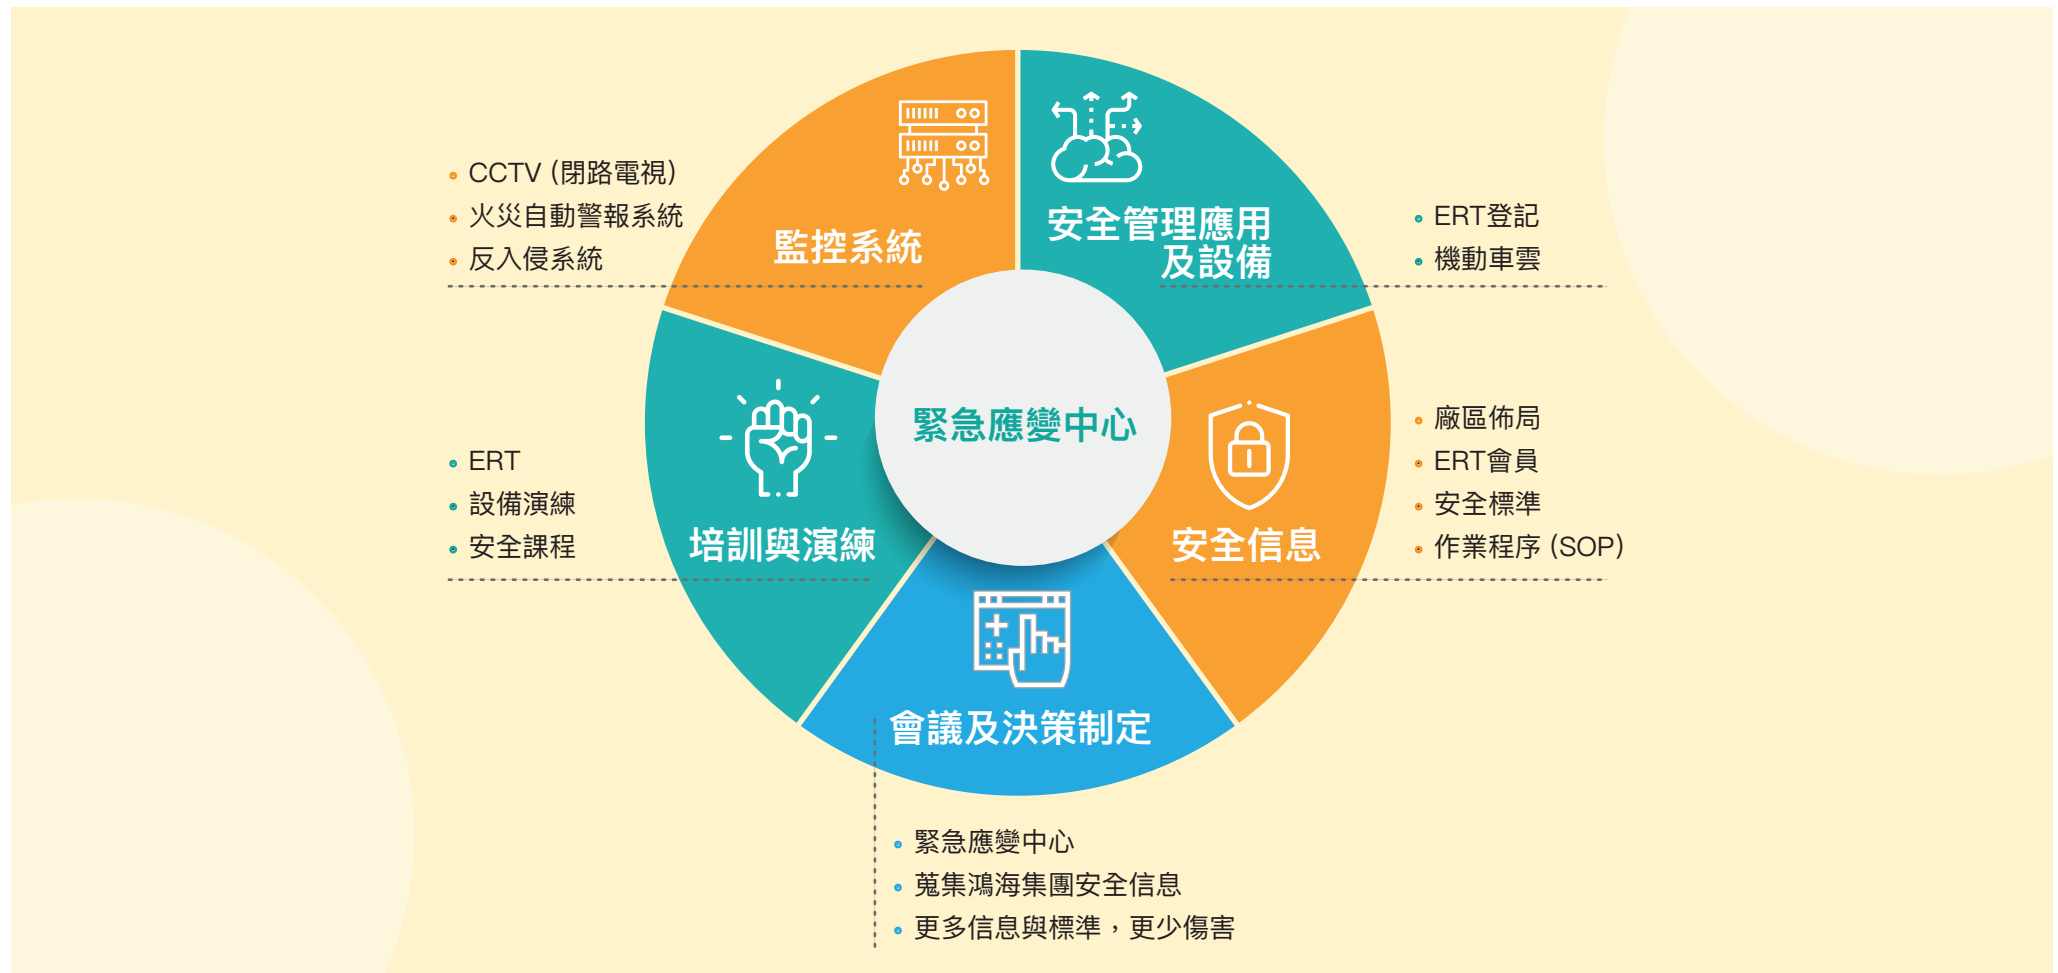 監控系統
CCTV (閉路電視)
火災自動警報系統
反入侵系統
安全管理應用
及設備
ERT登記
機動車雲
緊急應變中心
培訓與演練
ERT
設備演練
安全課程
安全信息
廠區佈局
ERT會員
安全標準
作業程序 (SOP)
會議及決策制定
緊急應變中心
蒐集鴻海集團安全信息
更多信息與標準，更少傷害